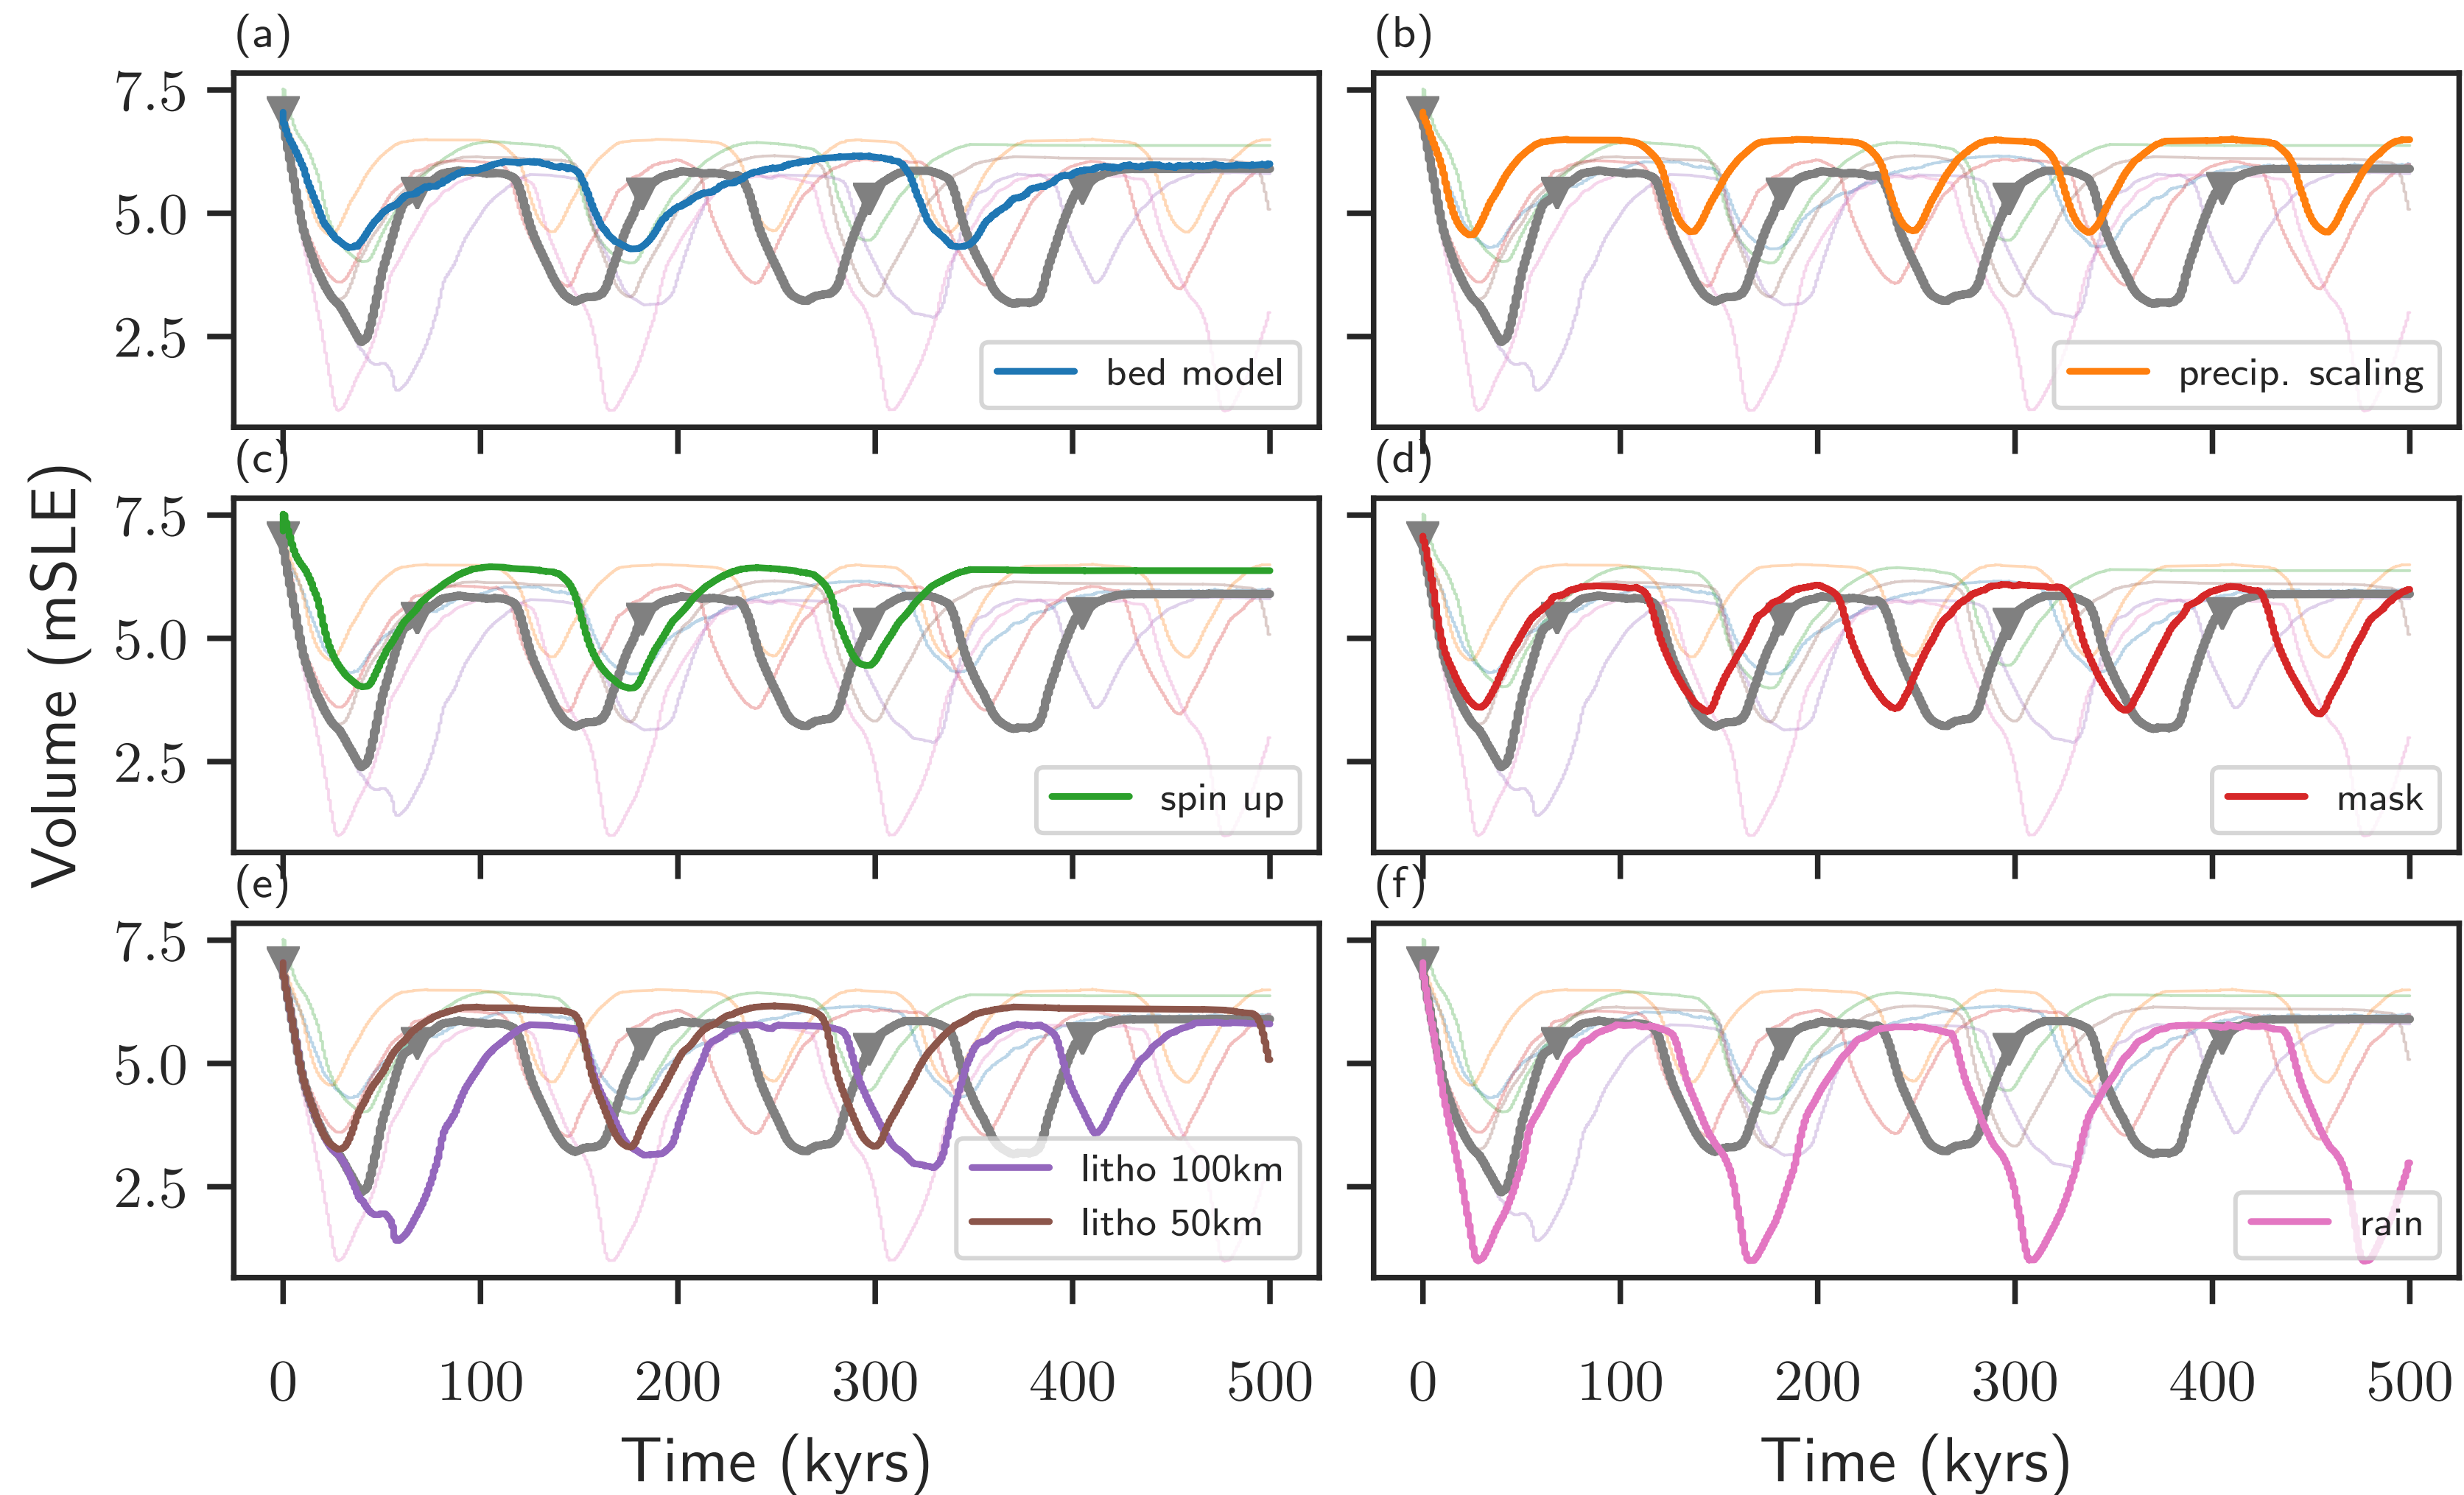 (a)
(b)
7.5
5.0
2.5
bed model
precip. scaling
(c)
(d)
Volume (mSLE)
7.5
5.0
2.5
spin up
mask
(e)
(f)
7.5
5.0
2.5
litho 100km
litho 50km
rain
0 100 200 300 400 500
0 100 200 300 400 500
Time (kyrs)
Time (kyrs)